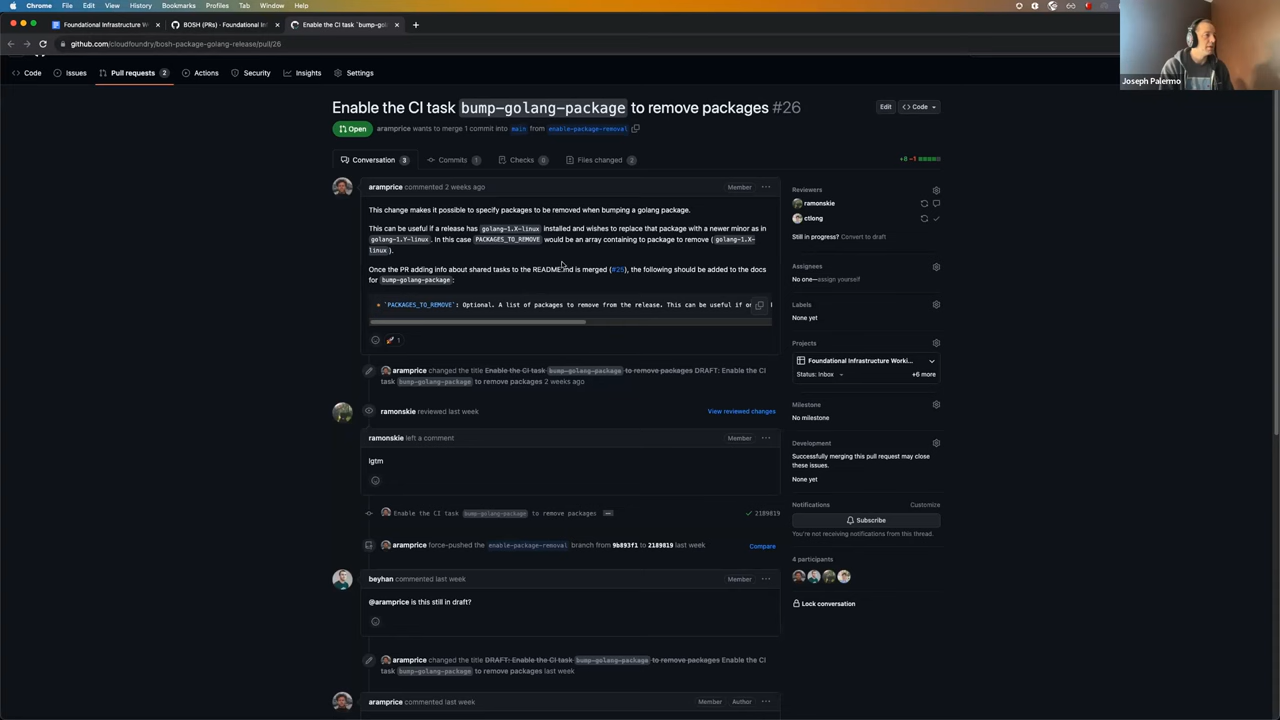 Chrome File Edit View History Bookmarks Profiles Tab Window Help
Foundational Infrastructure Wo
BOSH (PRs) · Foundational Inf
Enable the CI task `bump-gola
github.com/cloudfoundry/bosh-package-golang-release/pull/26
Code Issues Pull requests 2 Actions Security Insights Settings
Joseph Palermo
Enable the CI task bump-golang-package to remove packages #26
Edit Code
Open aramprice wants to merge 1 commit into main from enable-package-removal
Conversation 3 Commits 1 Checks 0 Files changed 2
+6 −1
aramprice commented 2 weeks ago Member
This change makes it possible to specify packages to be removed when bumping a golang package.
This can be useful if a release has golang-1.X-linux installed and wishes to replace that package with a newer minor as in
golang-1.Y-linux. In this case PACKAGES_TO_REMOVE would be an array containing to package to remove (golang-1.X-
linux).
Once the PR adding info about shared tasks to the README.md is merged (#25), the following should be added to the docs
for bump-golang-package:
* `PACKAGES_TO_REMOVE`: Optional. A list of packages to remove from the release. This can be useful if o
1
aramprice changed the title Enable the CI task bump-golang-package to remove packages DRAFT: Enable the CI
task bump-golang-package to remove packages 2 weeks ago
ramonskie reviewed last week View reviewed changes
ramonskie left a comment Member
lgtm
Enable the CI task bump-golang-package to remove packages 2189819
aramprice force-pushed the enable-package-removal branch from 9b893f1 to 2189819 last week Compare
beyhan commented last week Member
@aramprice is this still in draft?
aramprice changed the title DRAFT: Enable the CI task bump-golang-package to remove packages Enable the CI
task bump-golang-package to remove packages last week
aramprice commented last week Member Author
Reviewers
ramonskie
ctlong
Still in progress? Convert to draft
Assignees
No one—assign yourself
Labels
None yet
Projects
Foundational Infrastructure Worki...
Status: Inbox +6 more
Milestone
No milestone
Development
Successfully merging this pull request may close
these issues.
None yet
Notifications Customize
Subscribe
You're not receiving notifications from this thread.
4 participants
Lock conversation